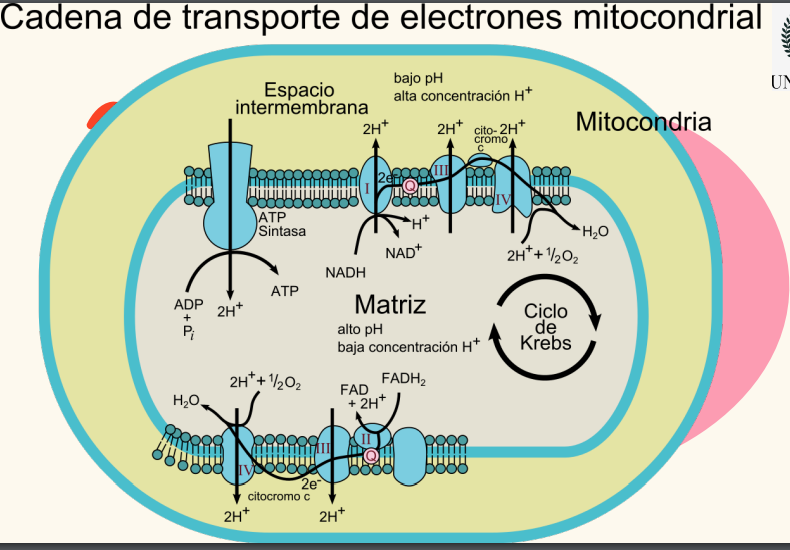 Cadena de transporte de electrones mitocondrial
UN
Espacio
intermembrana
bajo pH
alta concentración H⁺
Mitocondria
2H⁺
2H⁺
cito-
cromo
c
2H⁺
I
2e⁻
Q
III
IV
ATP
Sintasa
H⁺
NAD⁺
NADH
H₂O
2H⁺+ ½O₂
ADP
+
Pi
2H⁺
ATP
Matriz
alto pH
baja concentración H⁺
Ciclo
de
Krebs
2H⁺+ ½O₂
H₂O
FAD
+ 2H⁺
FADH₂
IV
III
II
Q
2e⁻
citocromo c
2H⁺
2H⁺